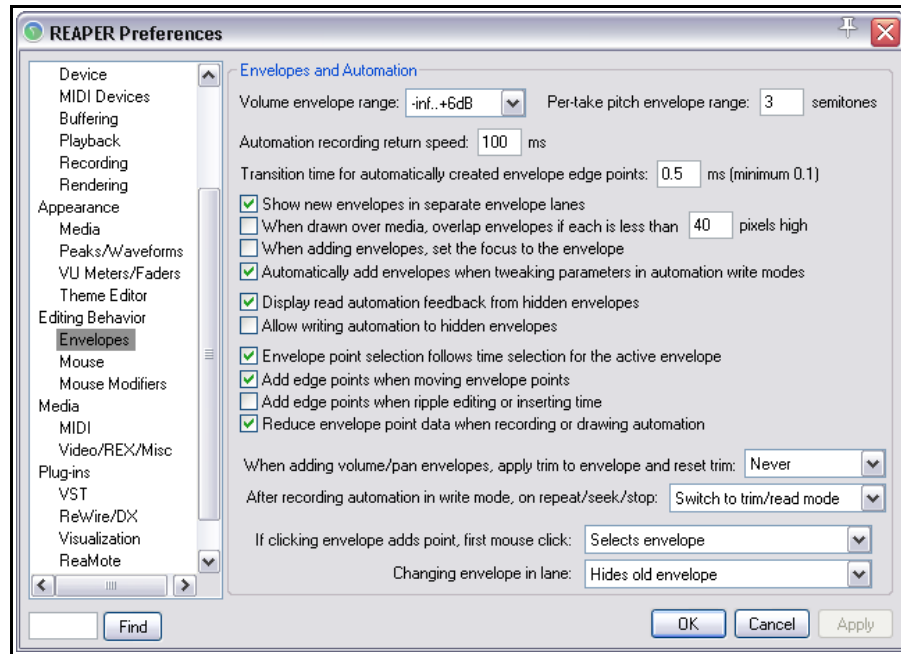 REAPER Preferences
Device
MIDI Devices
Buffering
Playback
Recording
Rendering
Appearance
Media
Peaks/Waveforms
VU Meters/Faders
Theme Editor
Editing Behavior
Envelopes
Mouse
Mouse Modifiers
Media
MIDI
Video/REX/Misc
Plug-ins
VST
ReWire/DX
Visualization
ReaMote
Find
Envelopes and Automation
Volume envelope range: -inf..+6dB Per-take pitch envelope range: 3 semitones
Automation recording return speed: 100 ms
Transition time for automatically created envelope edge points: 0.5 ms (minimum 0.1)
Show new envelopes in separate envelope lanes
When drawn over media, overlap envelopes if each is less than 40 pixels high
When adding envelopes, set the focus to the envelope
Automatically add envelopes when tweaking parameters in automation write modes
Display read automation feedback from hidden envelopes
Allow writing automation to hidden envelopes
Envelope point selection follows time selection for the active envelope
Add edge points when moving envelope points
Add edge points when ripple editing or inserting time
Reduce envelope point data when recording or drawing automation
When adding volume/pan envelopes, apply trim to envelope and reset trim: Never
After recording automation in write mode, on repeat/seek/stop: Switch to trim/read mode
If clicking envelope adds point, first mouse click: Selects envelope
Changing envelope in lane: Hides old envelope
OK Cancel Apply